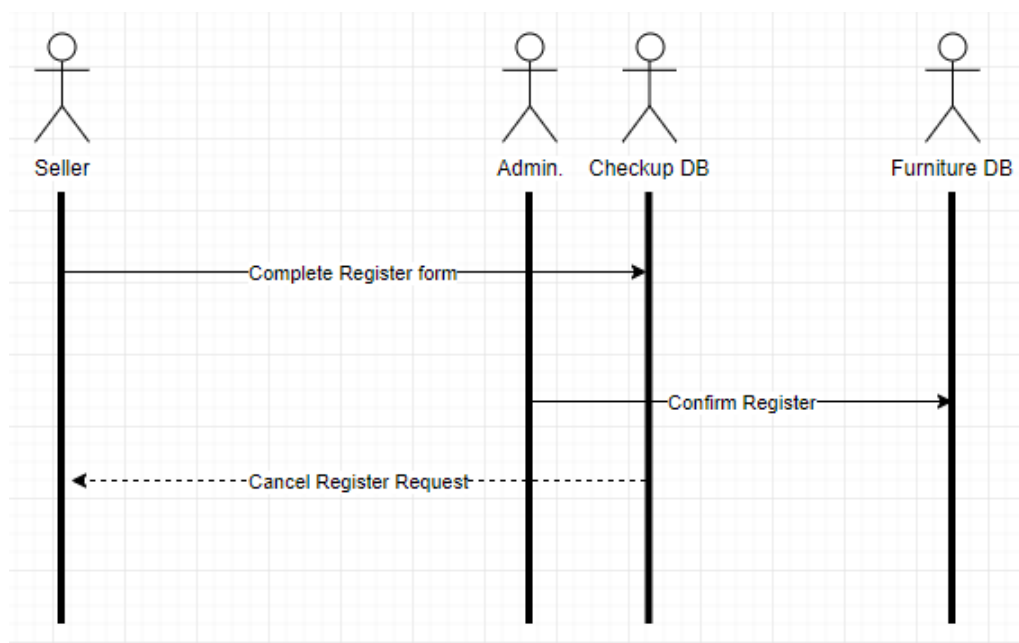 Seller
Admin.
Checkup DB
Furniture DB
Complete Register form
Confirm Register
Cancel Register Request